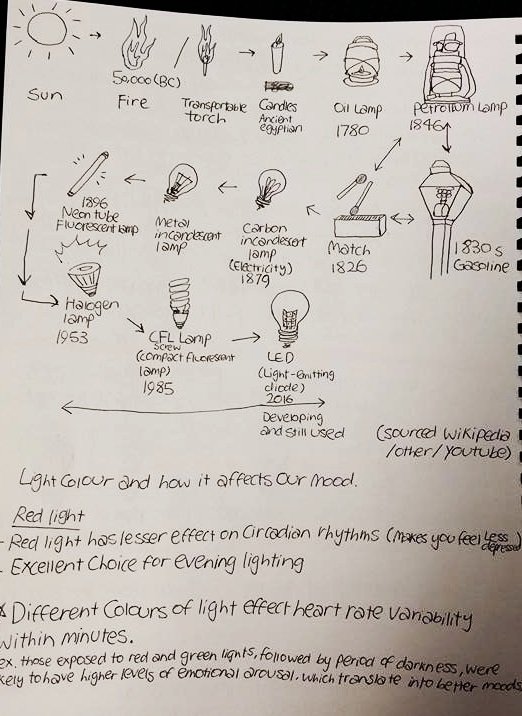 Sun
50,000 (BC)
Fire
Transportable
torch
Candles
Ancient
egyptian
Oil Lamp
1780
petrolium Lamp
1846
1830s
Gasoline
Match
1826
Carbon
incandescent
lamp
(Electricity)
1879
Metal
incandescent
lamp
1896
Neon tube
Fluorescent lamp
Halogen
lamp
1953
CFL Lamp
Screw
(compact fluorescent
lamp)
1985
LED
(Light-Emitting
diode)
2016
Developing
and still used
(sourced wikipedia
/other/youtube)
Light Colour and how it affects our mood.
Red light
- Red light has lesser effect on Circadian rhythms (makes you feel less
depressed)
- Excellent Choice for evening lighting
* Different Colours of light effect heart rate variability
within minutes.
ex. those exposed to red and green lights, followed by period of darkness, were
kely to have higher levels of emotional arousal. which translate into better moods